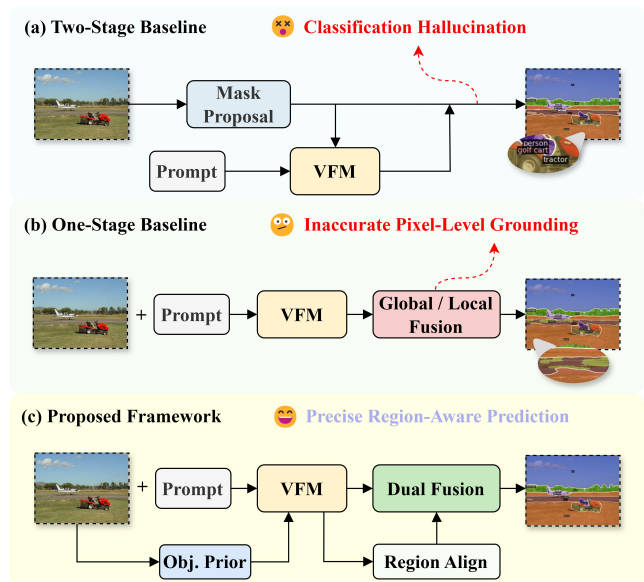 (a) Two-Stage Baseline
Classification Hallucination
Mask
Proposal
Prompt
VFM
person
golf cart
tractor
(b) One-Stage Baseline
Inaccurate Pixel-Level Grounding
+
Prompt
VFM
Global / Local
Fusion
(c) Proposed Framework
Precise Region-Aware Prediction
+
Prompt
VFM
Dual Fusion
Obj. Prior
Region Align